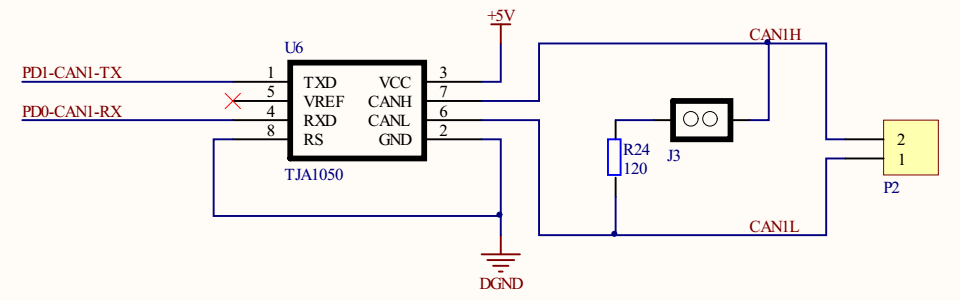 +5V
CAN1H
U6
PD1-CAN1-TX
1
TXD
VCC
3
5
VREF
CANH
7
PD0-CAN1-RX
4
RXD
CANL
6
8
RS
GND
2
TJA1050
J3
R24
120
2
1
P2
CAN1L
DGND